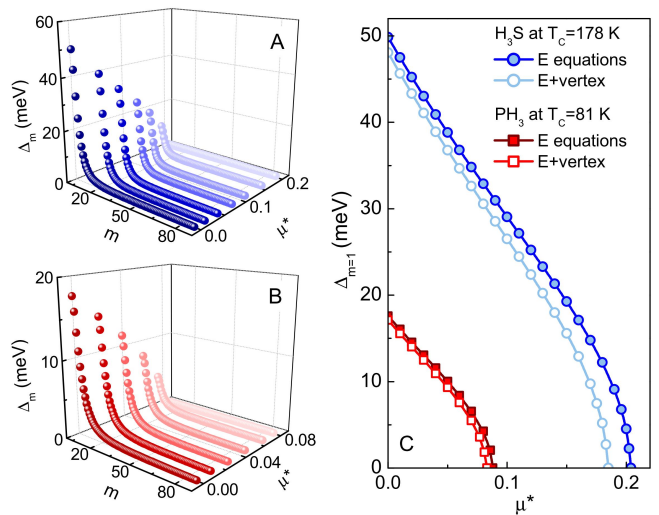 A
60
40
20
0
Δm (meV)
20
50
80
m
0.0
0.1
0.2
μ*
B
20
10
0
Δm (meV)
20
50
80
m
0.00
0.04
0.08
μ*
50
40
30
20
10
0
Δm=1 (meV)
H3S at TC=178 K
E equations
E+vertex
PH3 at TC=81 K
E equations
E+vertex
C
0.0
0.1
0.2
μ*